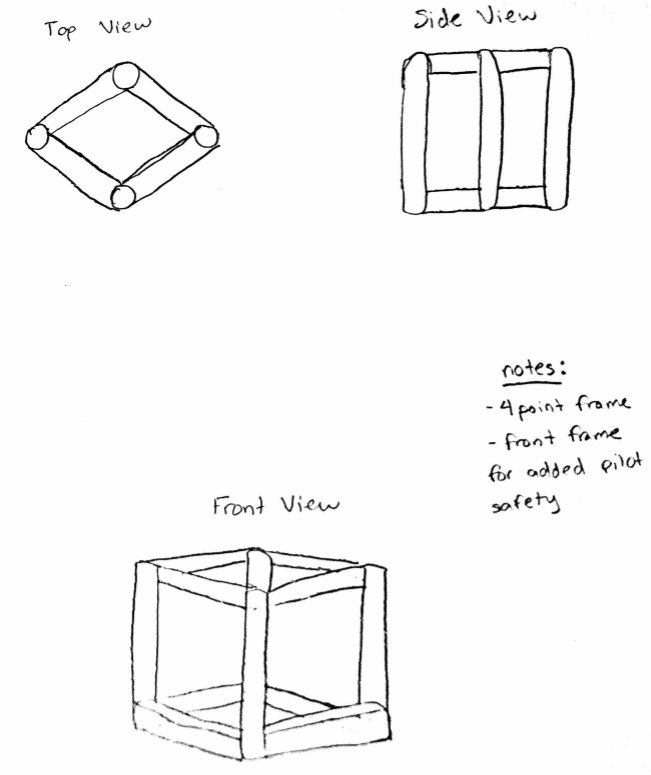 Top View
Side View
notes:
- 4 point frame
- front frame
for added pilot
safety
Front View